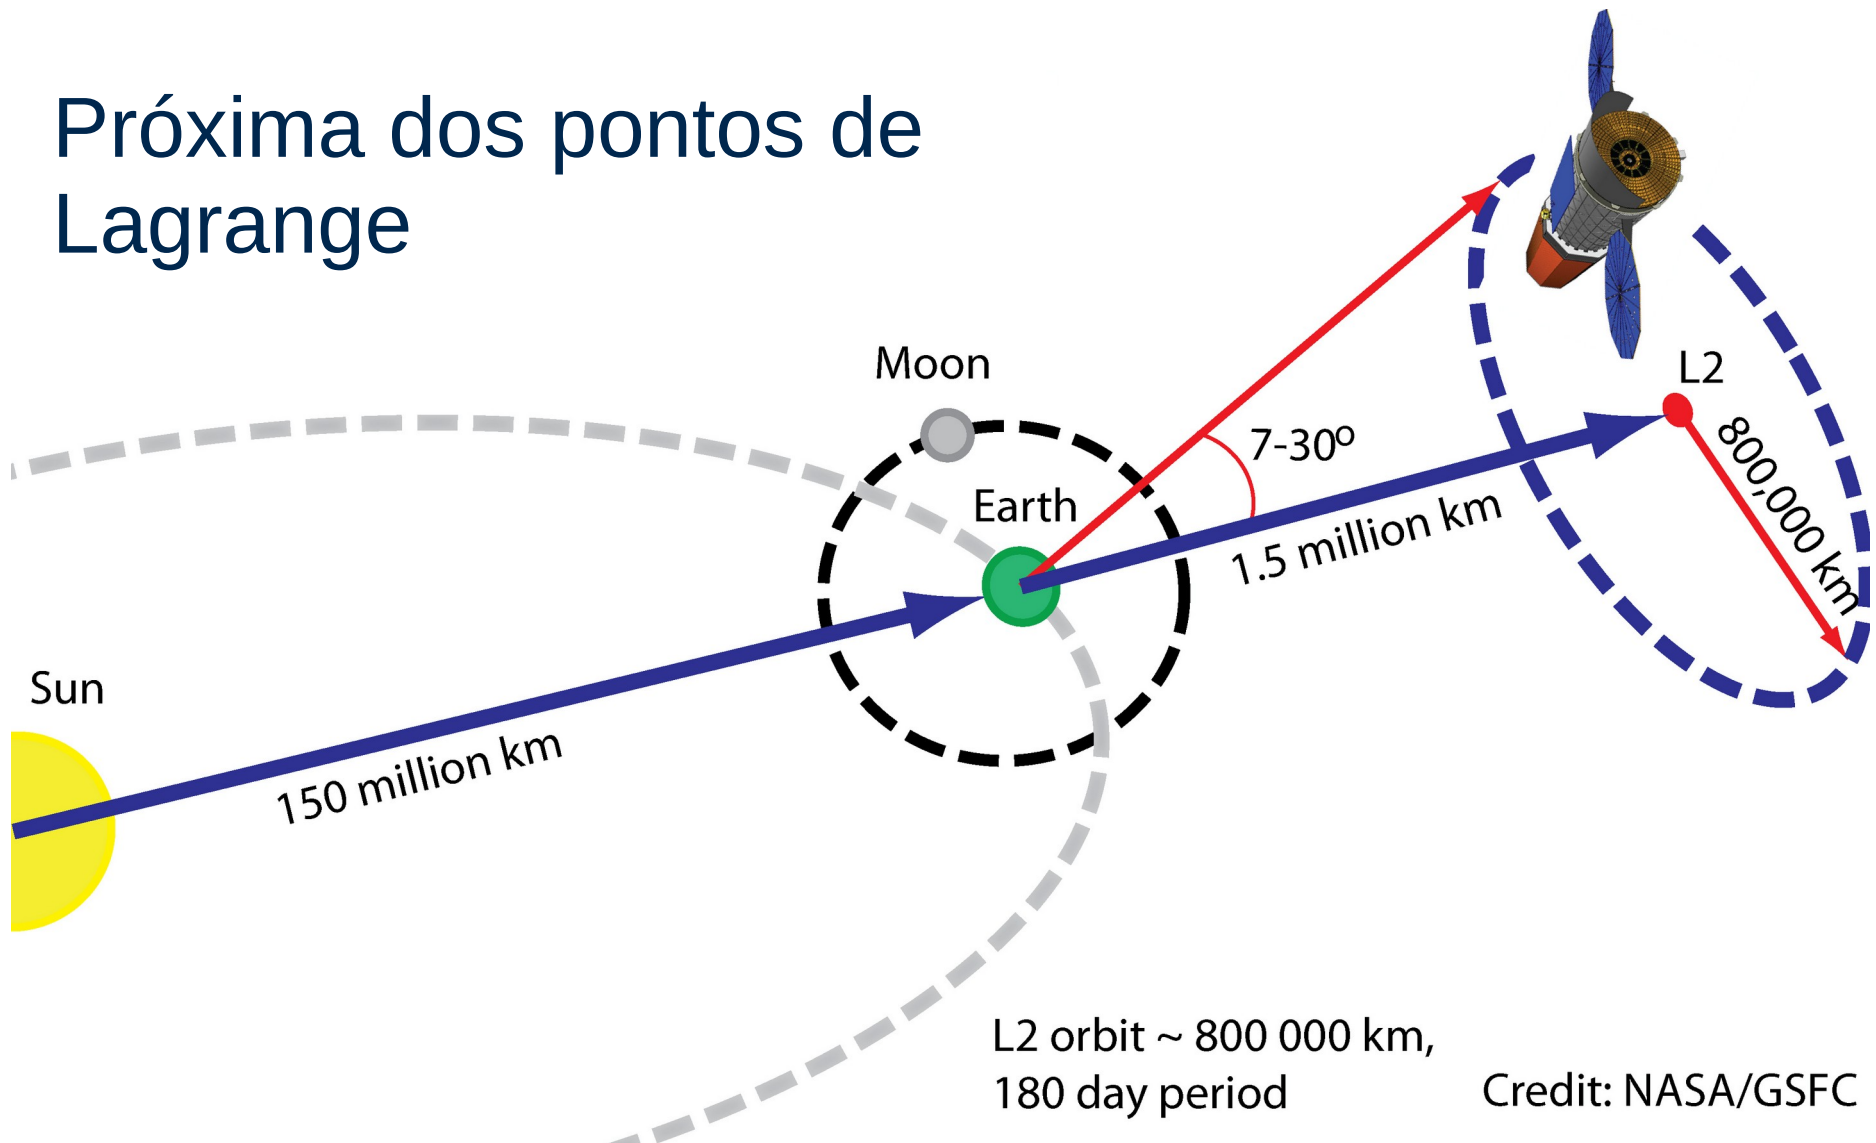 Próxima dos pontos de
Lagrange
Moon
L2
7-30º
800,000 km
Earth
1.5 million km
Sun
150 million km
L2 orbit ~ 800 000 km,
180 day period
Credit: NASA/GSFC